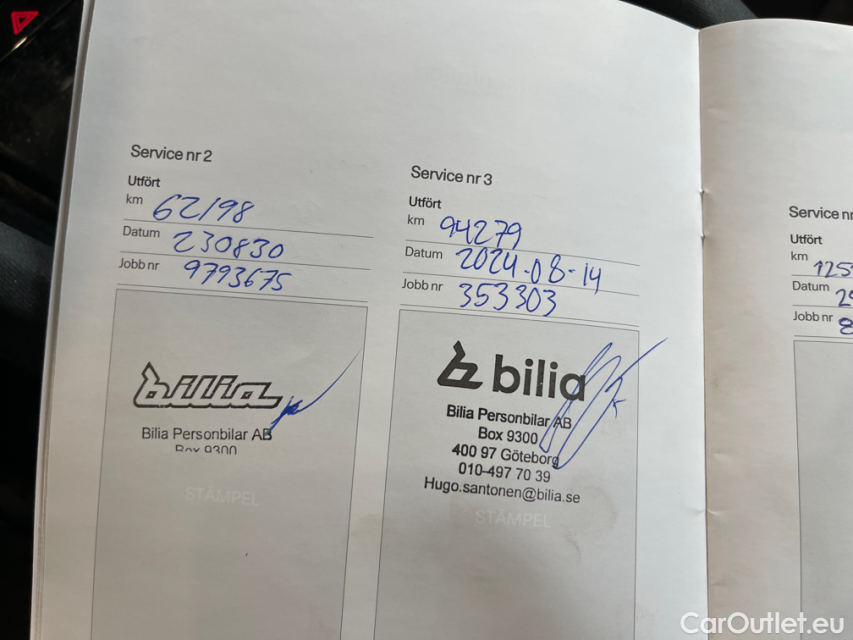 Service nr 2
Utfört
km 62198
Datum 230830
Jobb nr 9793675
bilia
Bilia Personbilar AB
Box 9300
STÄMPEL
Service nr 3
Utfört
km 94279
Datum 2024-08-14
Jobb nr 353303
bilia
Bilia Personbilar AB
Box 9300
400 97 Göteborg
010-497 70 39
Hugo.santonen@bilia.se
STÄMPEL
Service
Utfört
km
Datum
Jobb nr
CarOutlet.eu